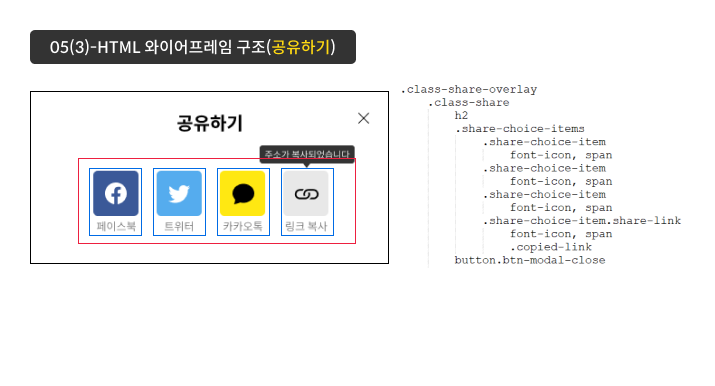 05(3)-HTML 와이어프레임 구조(공유하기)
공유하기
주소가 복사되었습니다
페이스북
트위터
카카오톡
링크 복사
.class-share-overlay
.class-share
h2
.share-choice-items
.share-choice-item
font-icon, span
.share-choice-item
font-icon, span
.share-choice-item
font-icon, span
.share-choice-item.share-link
font-icon, span
.copied-link
button.btn-modal-close